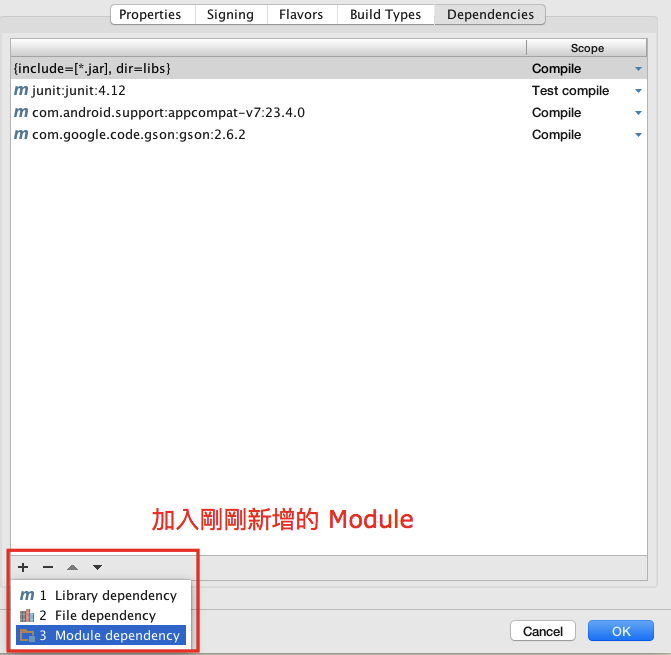 Properties Signing Flavors Build Types Dependencies
Scope
{include=[*.jar], dir=libs} Compile
m junit:junit:4.12 Test compile
m com.android.support:appcompat-v7:23.4.0 Compile
m com.google.code.gson:gson:2.6.2 Compile
加入剛剛新增的 Module
m 1 Library dependency
2 File dependency
3 Module dependency
Cancel OK